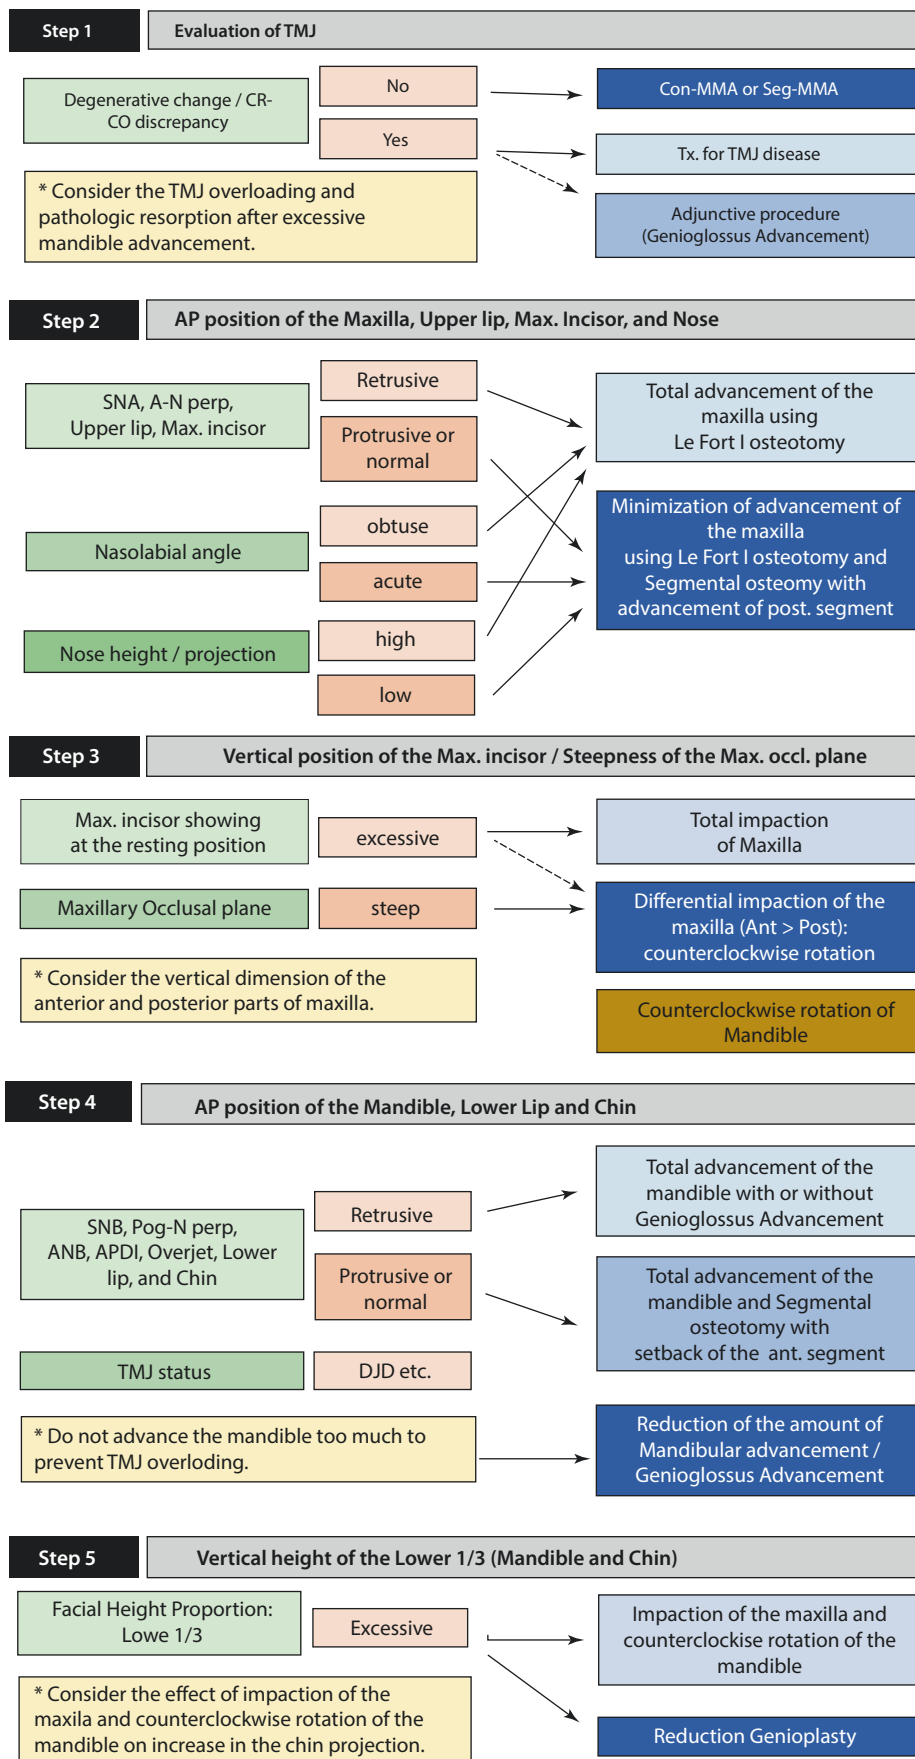 Step 1
Evaluation of TMJ
Degenerative change / CR-
CO discrepancy
No
Yes
Con-MMA or Seg-MMA
Tx. for TMJ disease
Adjunctive procedure
(Genioglossus Advancement)
* Consider the TMJ overloading and
pathologic resorption after excessive
mandible advancement.
Step 2
AP position of the Maxilla, Upper lip, Max. Incisor, and Nose
SNA, A-N perp,
Upper lip, Max. incisor
Retrusive
Protrusive or
normal
Nasolabial angle
obtuse
acute
Nose height / projection
high
low
Total advancement of the
maxilla using
Le Fort I osteotomy
Minimization of advancement of
the maxilla
using Le Fort I osteotomy and
Segmental osteomy with
advancement of post. segment
Step 3
Vertical position of the Max. incisor / Steepness of the Max. occl. plane
Max. incisor showing
at the resting position
excessive
Maxillary Occlusal plane
steep
Total impaction
of Maxilla
Differential impaction of the
maxilla (Ant > Post):
counterclockwise rotation
* Consider the vertical dimension of the
anterior and posterior parts of maxilla.
Counterclockwise rotation of
Mandible
Step 4
AP position of the Mandible, Lower Lip and Chin
SNB, Pog-N perp,
ANB, APDI, Overjet, Lower
lip, and Chin
Retrusive
Protrusive or
normal
TMJ status
DJD etc.
Total advancement of the
mandible with or without
Genioglossus Advancement
Total advancement of the
mandible and Segmental
osteotomy with
setback of the ant. segment
* Do not advance the mandible too much to
prevent TMJ overloding.
Reduction of the amount of
Mandibular advancement /
Genioglossus Advancement
Step 5
Vertical height of the Lower 1/3 (Mandible and Chin)
Facial Height Proportion:
Lowe 1/3
Excessive
Impaction of the maxilla and
counterclockise rotation of the
mandible
* Consider the effect of impaction of the
maxila and counterclockwise rotation of the
mandible on increase in the chin projection.
Reduction Genioplasty